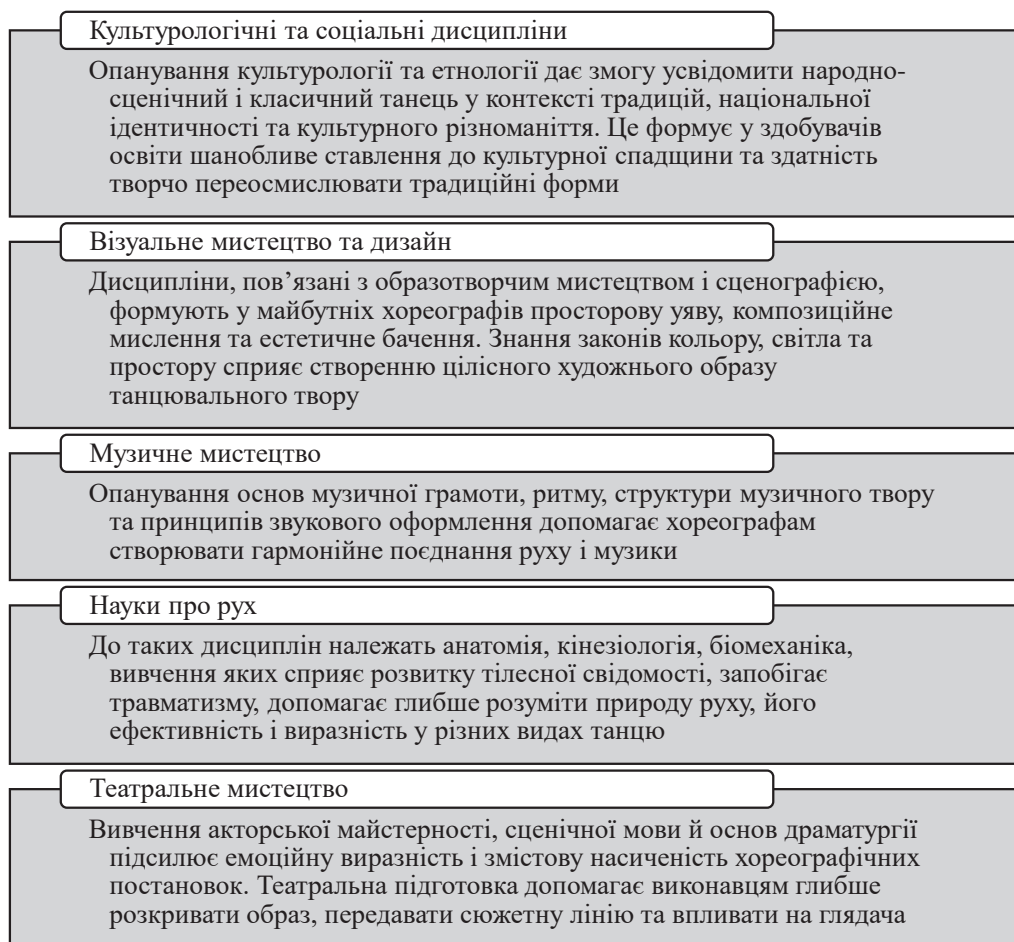 Культурологічні та соціальні дисципліни
Опанування культурології та етнології дає змогу усвідомити народно-
сценічний і класичний танець у контексті традицій, національної
ідентичності та культурного різноманіття. Це формує у здобувачів
освіти шанобливе ставлення до культурної спадщини та здатність
творчо переосмислювати традиційні форми
Візуальне мистецтво та дизайн
Дисципліни, пов’язані з образотворчим мистецтвом і сценографією,
формують у майбутніх хореографів просторову уяву, композиційне
мислення та естетичне бачення. Знання законів кольору, світла та
простору сприяє створенню цілісного художнього образу
танцювального твору
Музичне мистецтво
Опанування основ музичної грамоти, ритму, структури музичного твору
та принципів звукового оформлення допомагає хореографам
створювати гармонійне поєднання руху і музики
Науки про рух
До таких дисциплін належать анатомія, кінезіологія, біомеханіка,
вивчення яких сприяє розвитку тілесної свідомості, запобігає
травматизму, допомагає глибше розуміти природу руху, його
ефективність і виразність у різних видах танцю
Театральне мистецтво
Вивчення акторської майстерності, сценічної мови й основ драматургії
підсилює емоційну виразність і змістову насиченість хореографічних
постановок. Театральна підготовка допомагає виконавцям глибше
розкривати образ, передавати сюжетну лінію та впливати на глядача